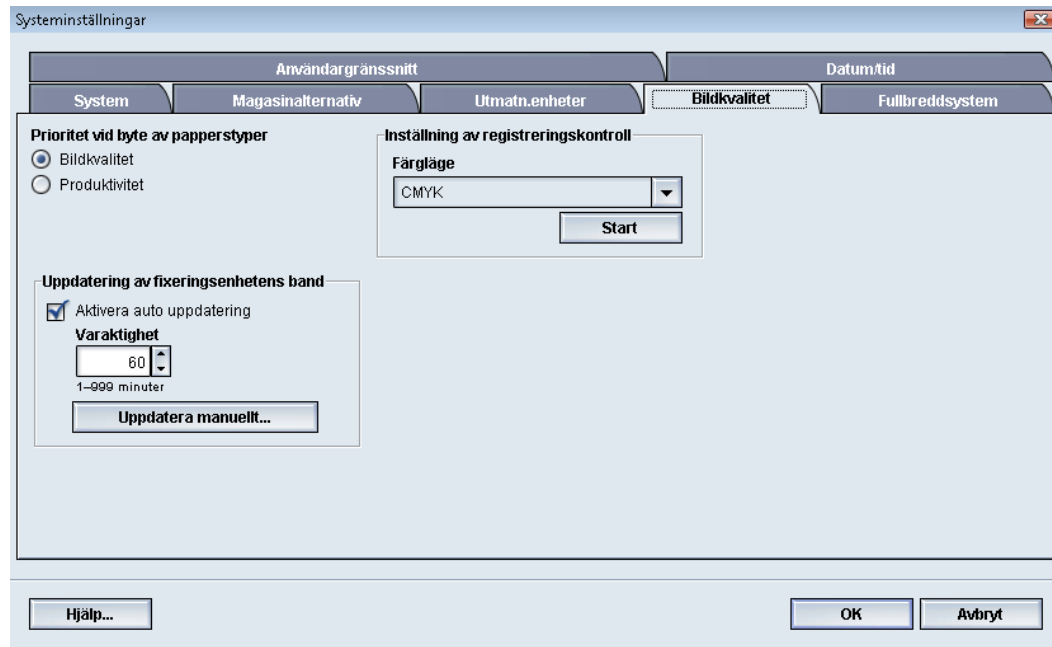 Systeminställningar
Användargränssnitt
Datum/tid
System
Magasinalternativ
Utmatn.enheter
Bildkvalitet
Fullbreddsystem
Prioritet vid byte av papperstyper
Bildkvalitet
Produktivitet
Inställning av registreringskontroll
Färgläge
CMYK
Start
Uppdatering av fixeringsenhetens band
Aktivera auto uppdatering
Varaktighet
60
1–999 minuter
Uppdatera manuellt...
Hjälp...
OK
Avbryt